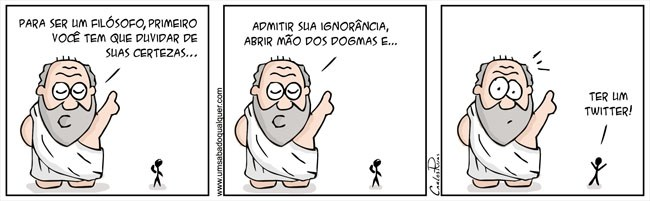 PARA SER UM FILÓSOFO, PRIMEIRO
VOCÊ TEM QUE DUVIDAR DE
SUAS CERTEZAS...
www.umsabadoqualquer.com
ADMITIR SUA IGNORÂNCIA,
ABRIR MÃO DOS DOGMAS E...
TER UM
TWITTER!